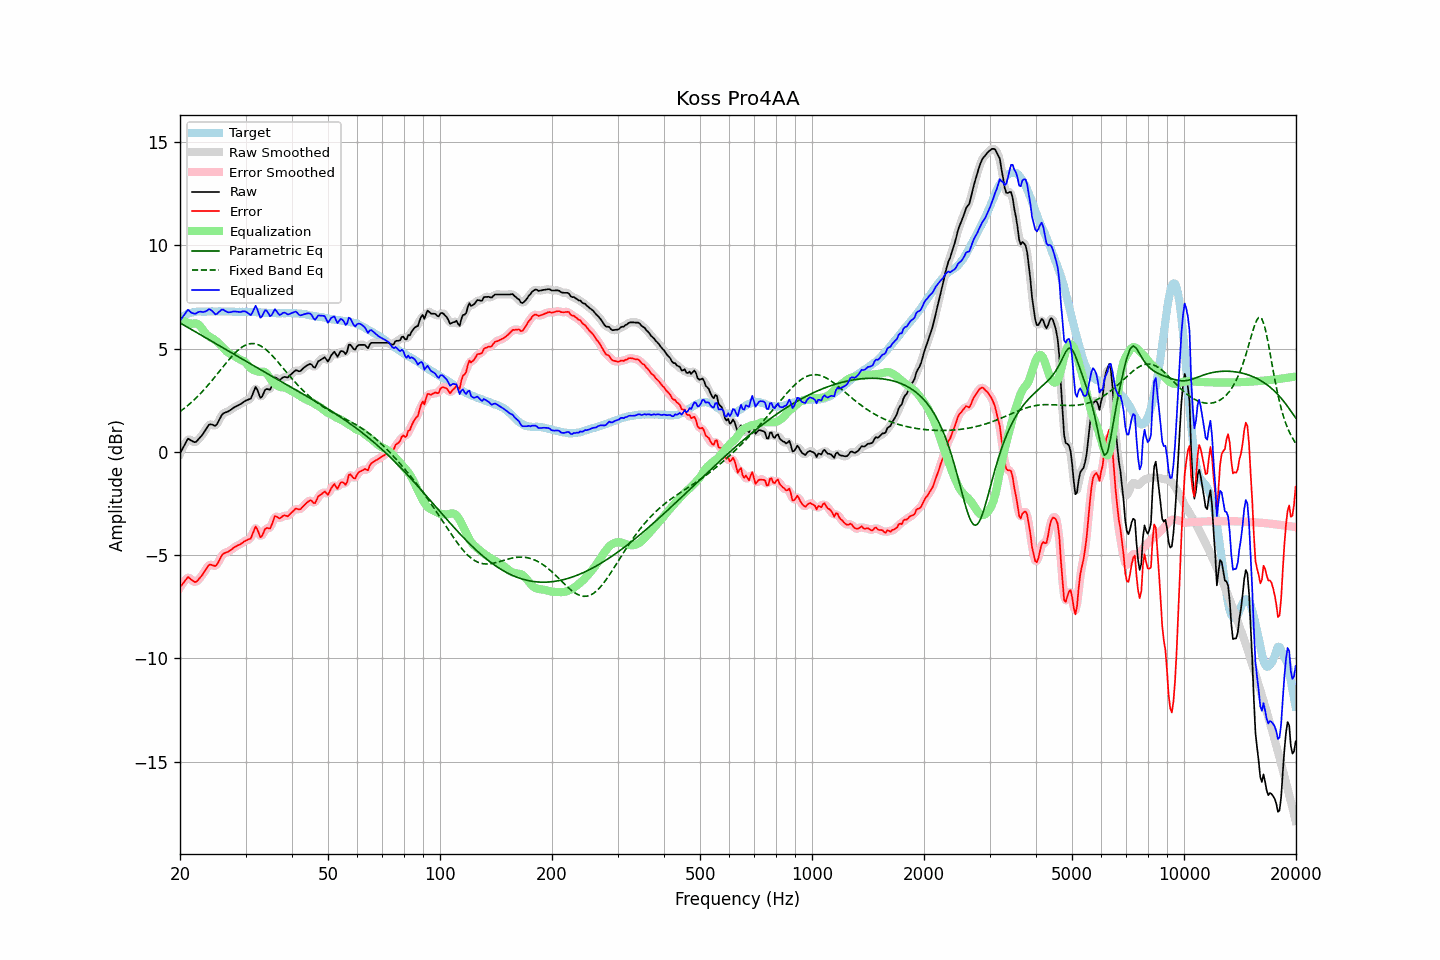 Koss Pro4AA
Target
Raw Smoothed
Error Smoothed
Raw
Error
Equalization
Parametric Eq
Fixed Band Eq
Equalized
15
10
5
0
−5
−10
−15
Amplitude (dBr)
20 50 100 200 500 1000 2000 5000 10000 20000
Frequency (Hz)